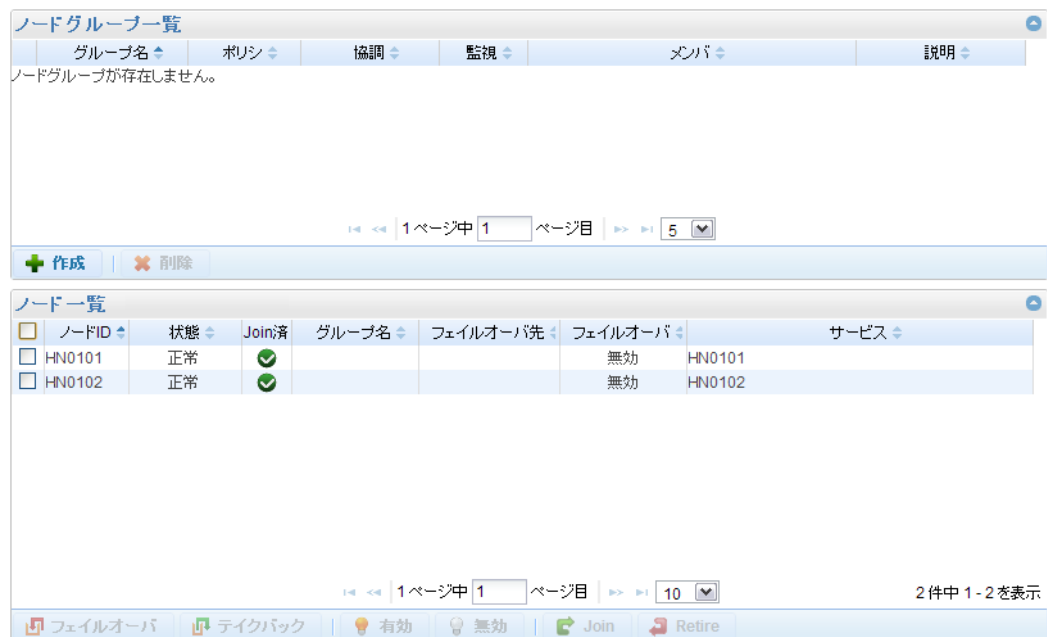 ノードグループ一覧
グループ名 ポリシ 協調 監視 メンバ 説明
ノードグループが存在しません。
1 ページ中 1 ページ目 5
作成 削除
ノード一覧
ノードID 状態 Join済 グループ名 フェイルオーバ先 フェイルオーバ サービス
HN0101 正常 無効 HN0101
HN0102 正常 無効 HN0102
1 ページ中 1 ページ目 10 2 件中 1 - 2 を表示
フェイルオーバ テイクバック 有効 無効 Join Retire